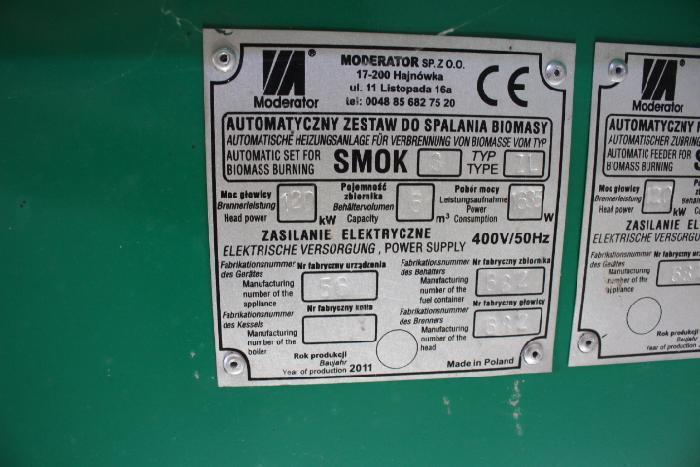 Moderator
MODERATOR SP. Z O.O.
17-200 Hajnówka
ul. 11 Listopada 16a
tel: 0048 85 682 75 20
CE
AUTOMATYCZNY ZESTAW DO SPALANIA BIOMASY
AUTOMATISCHE HEIZUNGSANLAGE FÜR VERBRENNUNG VON BIOMASSE VOM TYP
AUTOMATIC SET FOR
BIOMASS BURNING
SMOK
TYP
TYPE
Moc głowicy
Brennerleistung
Head power
120 kW
Pojemność
zbiornika
Behältervolumen
Capacity
m³
Pobór mocy
Leistungsaufnahme
Power
Consumption
W
ZASILANIE ELEKTRYCZNE
ELEKTRISCHE VERSORGUNG, POWER SUPPLY
400V/50Hz
Fabrikationsnummer
des Gerätes
Nr fabryczny urządzenia
Manufacturing
number of the
appliance
Fabrikationsnummer
des Kessels
Nr fabryczny kotła
Manufacturing
number of the
boiler
Fabrikationsnummer
des Behälters
Nr fabryczny zbiornika
Manufacturing
number of the
fuel container
Fabrikationsnummer
des Brenners
Nr fabryczny głowicy
Manufacturing
number of the
head
Rok produkcji
Baujahr
Year of production 2011
Made in Poland
Moderator
AUTOMATYCZNY
AUTOMATISCHER
AUTOMATIC FEEDER FOR
BIOMASS BURNING
Moc głowicy
Brennerleistung
Head power
kW
ELEKTRISCHE VERSORGUNG
Fabrikationsnummer
des Gerätes
Manufacturing
number of the
appliance
Rok produkcji
Baujahr
Year of production